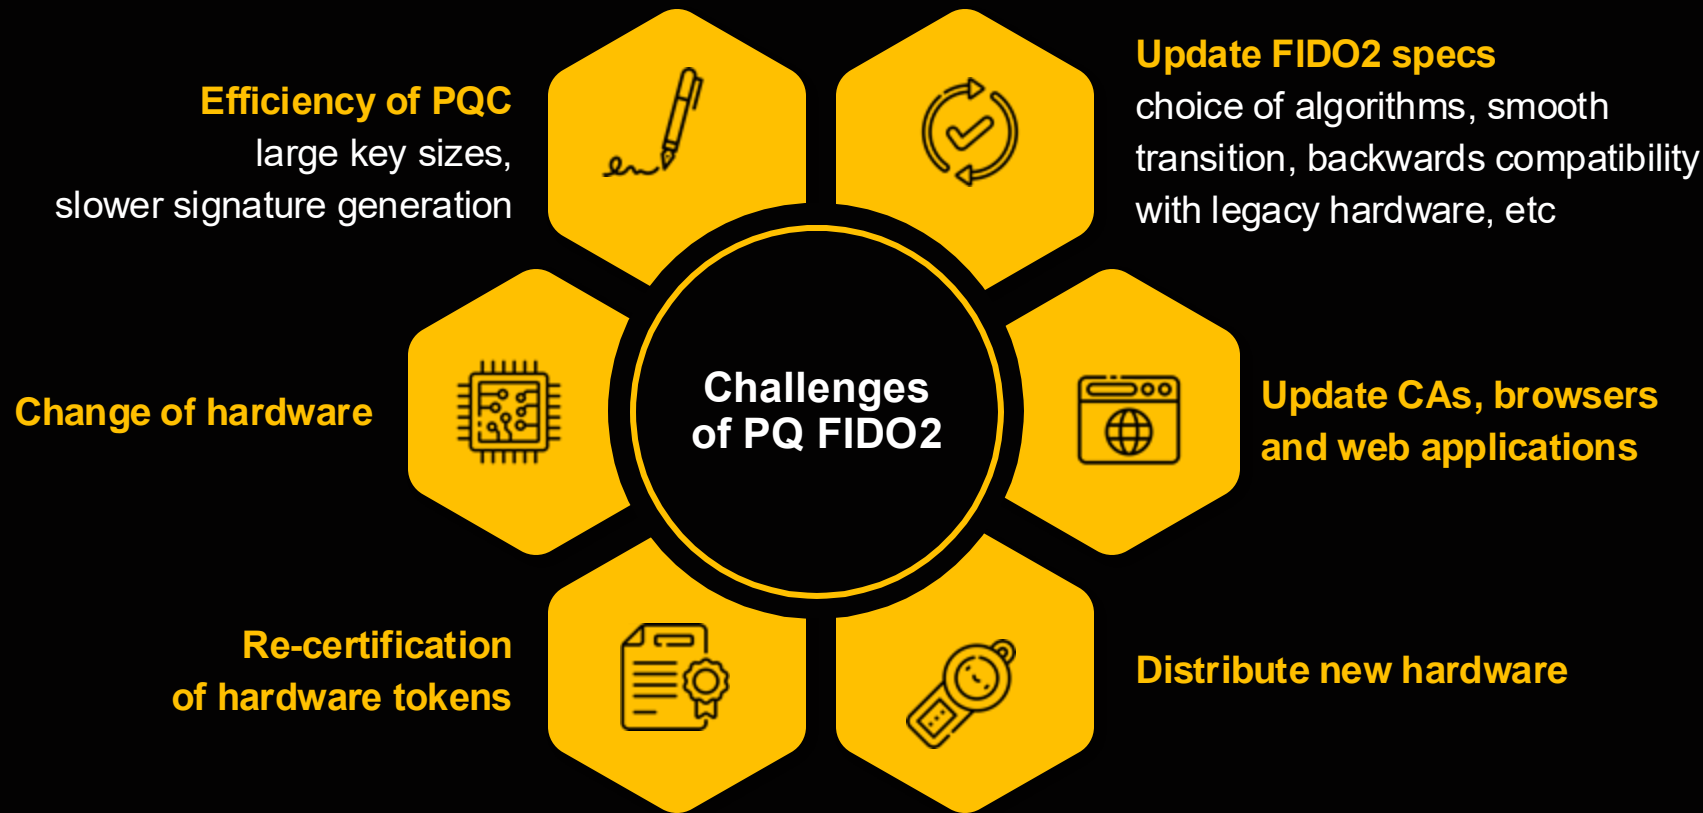 Efficiency of PQC
large key sizes,
slower signature generation
Update FIDO2 specs
choice of algorithms, smooth
transition, backwards compatibility
with legacy hardware, etc
Change of hardware
Challenges
of PQ FIDO2
Update CAs, browsers
and web applications
Re-certification
of hardware tokens
Distribute new hardware